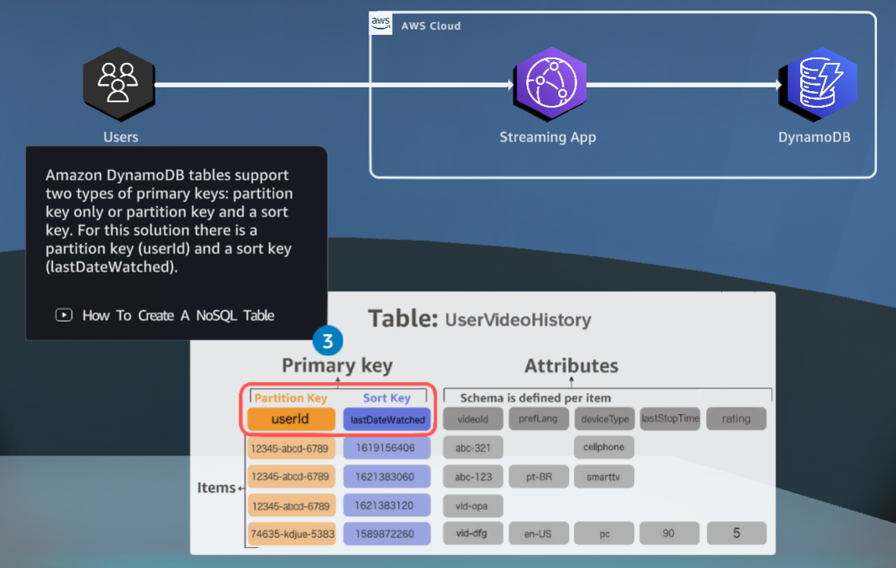 aws
AWS Cloud
Users
Streaming App
DynamoDB
Amazon DynamoDB tables support
two types of primary keys: partition
key only or partition key and a sort
key. For this solution there is a
partition key (userId) and a sort key
(lastDateWatched).
How To Create A NoSQL Table
Table: UserVideoHistory
3
Primary key
Attributes
Partition Key
Sort Key
Schema is defined per item
userId
lastDateWatched
videoId
prefLang
deviceType
lastStopTime
rating
Items
12345-abcd-6789
1619156406
abc-321
cellphone
12345-abcd-6789
1621383060
abc-123
pt-BR
smarttv
12345-abcd-6789
1621383120
vid-opa
74635-kdjue-5383
1589872260
vid-dfg
en-US
pc
90
5